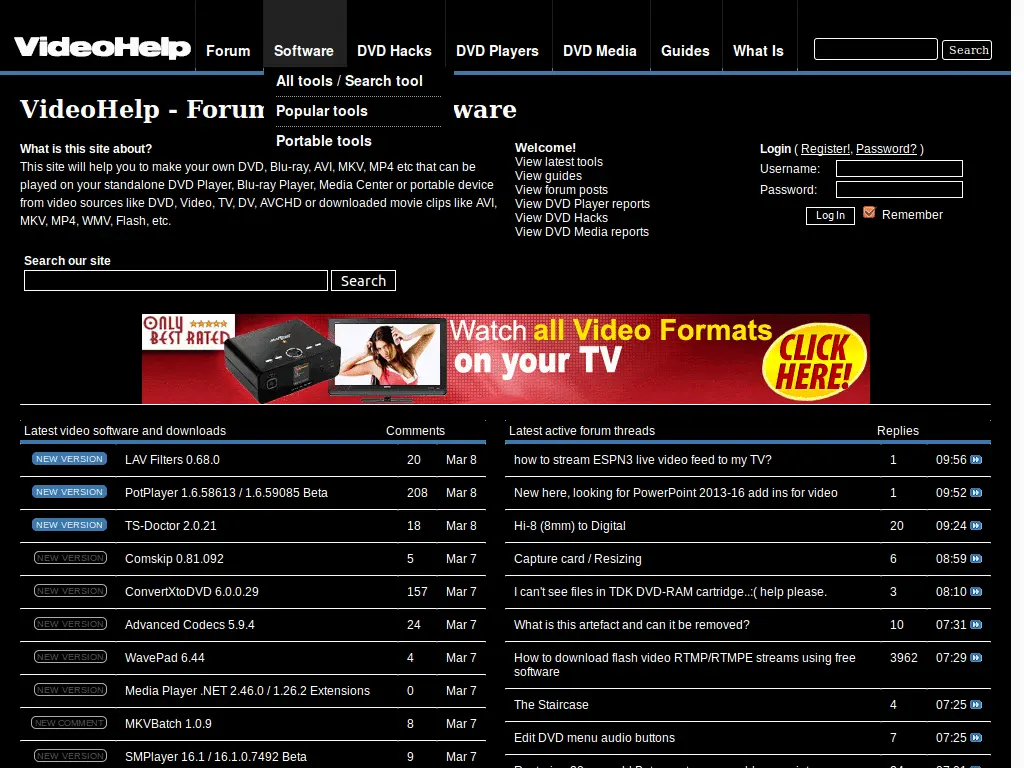 VideoHelp
Forum
Software
DVD Hacks
DVD Players
DVD Media
Guides
What Is
Search
All tools / Search tool
Popular tools
Portable tools
VideoHelp - Forum ware
What is this site about?
This site will help you to make your own DVD, Blu-ray, AVI, MKV, MP4 etc that can be
played on your standalone DVD Player, Blu-ray Player, Media Center or portable device
from video sources like DVD, Video, TV, DV, AVCHD or downloaded movie clips like AVI,
MKV, MP4, WMV, Flash, etc.
Welcome!
View latest tools
View guides
View forum posts
View DVD Player reports
View DVD Hacks
View DVD Media reports
Login ( Register!, Password? )
Username:
Password:
Log In Remember
Search our site
Search
ONLY
BEST RATED
Watch all Video Formats
on your TV
CLICK
HERE!
Latest video software and downloads Comments
NEW VERSION LAV Filters 0.68.0 20 Mar 8
NEW VERSION PotPlayer 1.6.58613 / 1.6.59085 Beta 208 Mar 8
NEW VERSION TS-Doctor 2.0.21 18 Mar 8
NEW VERSION Comskip 0.81.092 5 Mar 7
NEW VERSION ConvertXtoDVD 6.0.0.29 157 Mar 7
NEW VERSION Advanced Codecs 5.9.4 24 Mar 7
NEW VERSION WavePad 6.44 4 Mar 7
NEW VERSION Media Player .NET 2.46.0 / 1.26.2 Extensions 0 Mar 7
NEW COMMENT MKVBatch 1.0.9 8 Mar 7
NEW VERSION SMPlayer 16.1 / 16.1.0.7492 Beta 9 Mar 7
Latest active forum threads Replies
how to stream ESPN3 live video feed to my TV? 1 09:56
New here, looking for PowerPoint 2013-16 add ins for video 1 09:52
Hi-8 (8mm) to Digital 20 09:24
Capture card / Resizing 6 08:59
I can't see files in TDK DVD-RAM cartridge..:( help please. 3 08:10
What is this artefact and can it be removed? 10 07:31
How to download flash video RTMP/RTMPE streams using free 3962 07:29
software
The Staircase 4 07:25
Edit DVD menu audio buttons 7 07:25